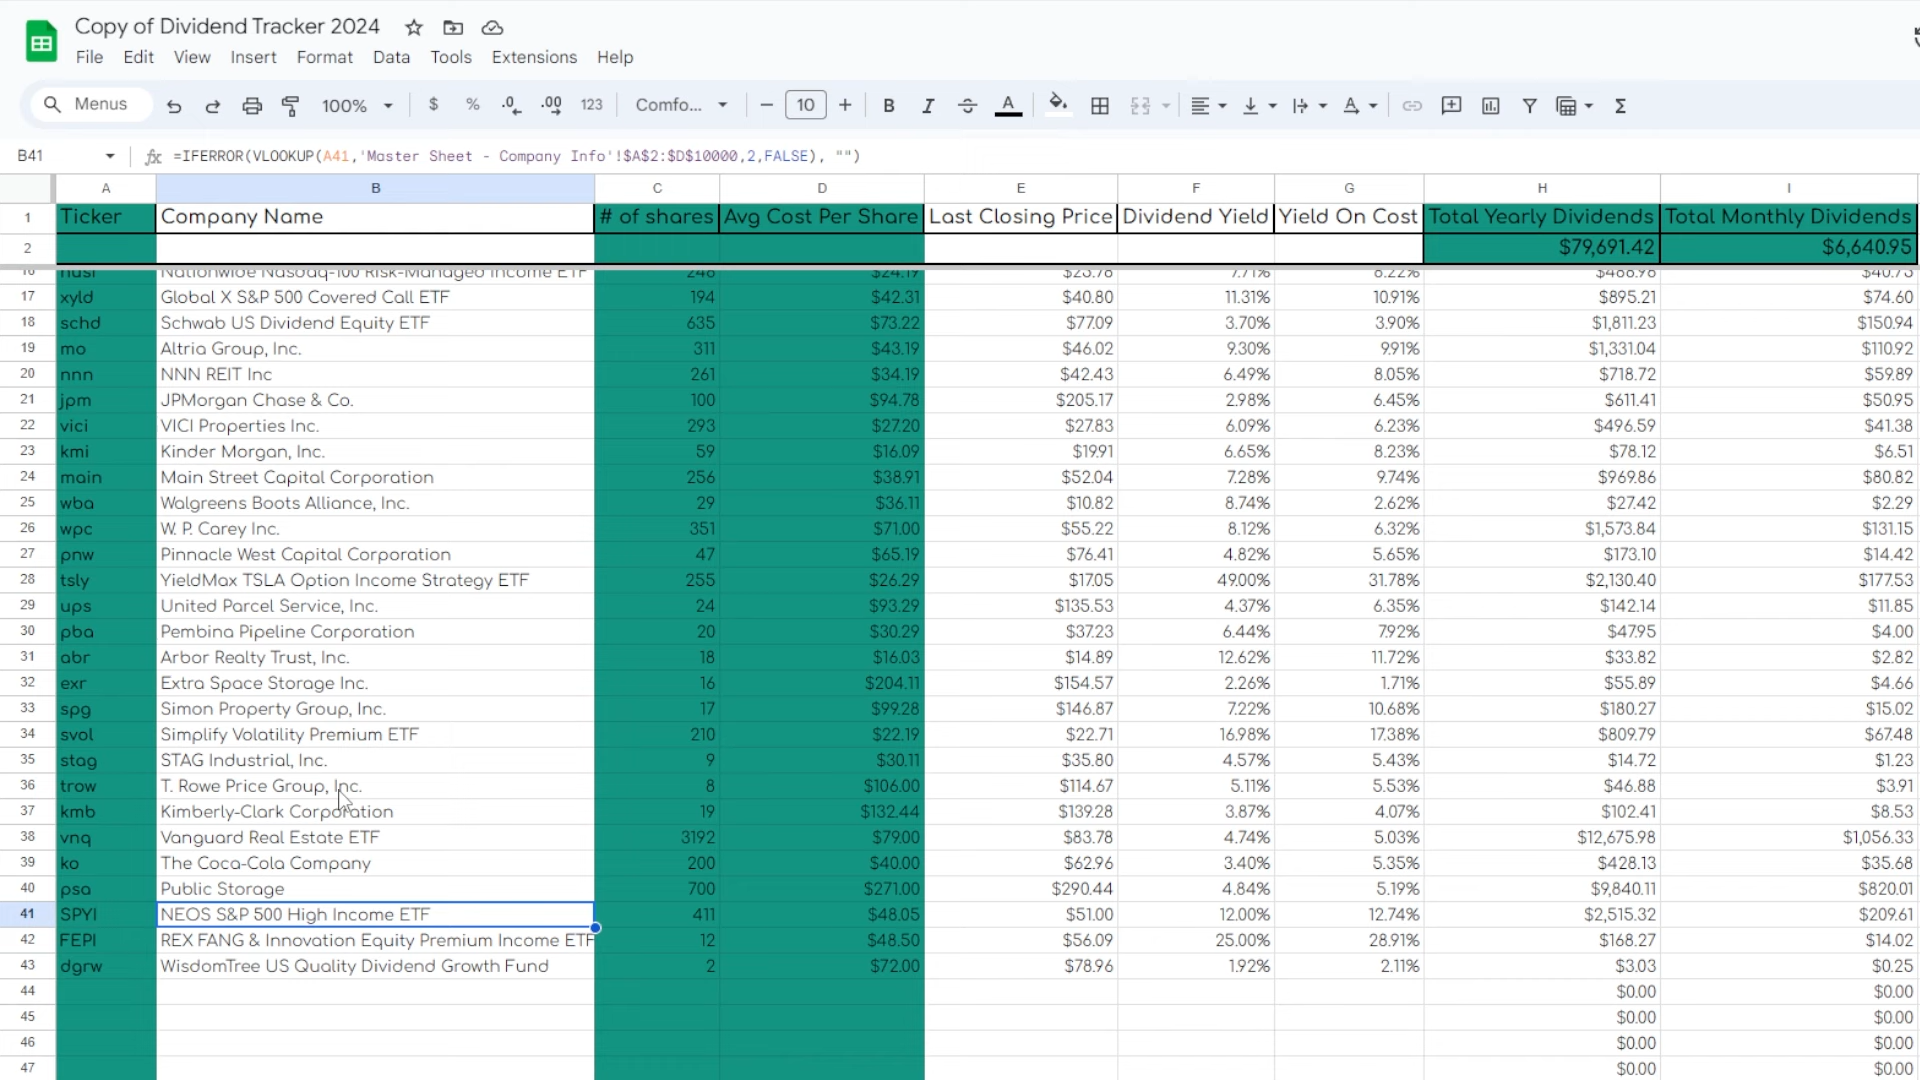 Copy of Dividend Tracker 2024
File Edit View Insert Format Data Tools Extensions Help
Menus 100% $ % .0 .00 123 Comfo... − 10 + B I A Σ
B41 fx =IFERROR(VLOOKUP(A41,'Master Sheet - Company Info'!$A$2:$D$10000,2,FALSE), "")
A B C D E F G H I
1 Ticker Company Name # of shares Avg Cost Per Share Last Closing Price Dividend Yield Yield On Cost Total Yearly Dividends Total Monthly Dividends
2 $79,691.42 $6,640.95
16 nusi Nationwide Nasdaq-100 Risk-Managed Income ETF 248 $24.19 $23.78 7.71% 8.22% $40.73
17 xyld Global X S&P 500 Covered Call ETF 194 $42.31 $40.80 11.31% 10.91% $895.21 $74.60
18 schd Schwab US Dividend Equity ETF 635 $73.22 $77.09 3.70% 3.90% $1,811.23 $150.94
19 mo Altria Group, Inc. 311 $43.19 $46.02 9.30% 9.91% $1,331.04 $110.92
20 nnn NNN REIT Inc 261 $34.19 $42.43 6.49% 8.05% $718.72 $59.89
21 jpm JPMorgan Chase & Co. 100 $94.78 $205.17 2.98% 6.45% $611.41 $50.95
22 vici VICI Properties Inc. 293 $27.20 $27.83 6.09% 6.23% $496.59 $41.38
23 kmi Kinder Morgan, Inc. 59 $16.09 $19.91 6.65% 8.23% $78.12 $6.51
24 main Main Street Capital Corporation 256 $38.91 $52.04 7.28% 9.74% $969.86 $80.82
25 wba Walgreens Boots Alliance, Inc. 29 $36.11 $10.82 8.74% 2.62% $27.42 $2.29
26 wpc W. P. Carey Inc. 351 $71.00 $55.22 8.12% 6.32% $1,573.84 $131.15
27 pnw Pinnacle West Capital Corporation 47 $65.19 $76.41 4.82% 5.65% $173.10 $14.42
28 tsly YieldMax TSLA Option Income Strategy ETF 255 $26.29 $17.05 49.00% 31.78% $2,130.40 $177.53
29 ups United Parcel Service, Inc. 24 $93.29 $135.53 4.37% 6.35% $142.14 $11.85
30 pba Pembina Pipeline Corporation 20 $30.29 $37.23 6.44% 7.92% $47.95 $4.00
31 abr Arbor Realty Trust, Inc. 18 $16.03 $14.89 12.62% 11.72% $33.82 $2.82
32 exr Extra Space Storage Inc. 16 $204.11 $154.57 2.26% 1.71% $55.89 $4.66
33 spg Simon Property Group, Inc. 17 $99.28 $146.87 7.22% 10.68% $180.27 $15.02
34 svol Simplify Volatility Premium ETF 210 $22.19 $22.71 16.98% 17.38% $809.79 $67.48
35 stag STAG Industrial, Inc. 9 $30.11 $35.80 4.57% 5.43% $14.72 $1.23
36 trow T. Rowe Price Group, Inc. 8 $106.00 $114.67 5.11% 5.53% $46.88 $3.91
37 kmb Kimberly-Clark Corporation 19 $132.44 $139.28 3.87% 4.07% $102.41 $8.53
38 vnq Vanguard Real Estate ETF 3192 $79.00 $83.78 4.74% 5.03% $12,675.98 $1,056.33
39 ko The Coca-Cola Company 200 $40.00 $62.96 3.40% 5.35% $428.13 $35.68
40 psa Public Storage 700 $271.00 $290.44 4.84% 5.19% $9,840.11 $820.01
41 SPYI NEOS S&P 500 High Income ETF 411 $48.05 $51.00 12.00% 12.74% $2,515.32 $209.61
42 FEPI REX FANG & Innovation Equity Premium Income ETF 12 $48.50 $56.09 25.00% 28.91% $168.27 $14.02
43 dgrw WisdomTree US Quality Dividend Growth Fund 2 $72.00 $78.96 1.92% 2.11% $3.03 $0.25
44 $0.00 $0.00
45 $0.00 $0.00
46 $0.00 $0.00
47 $0.00 $0.00